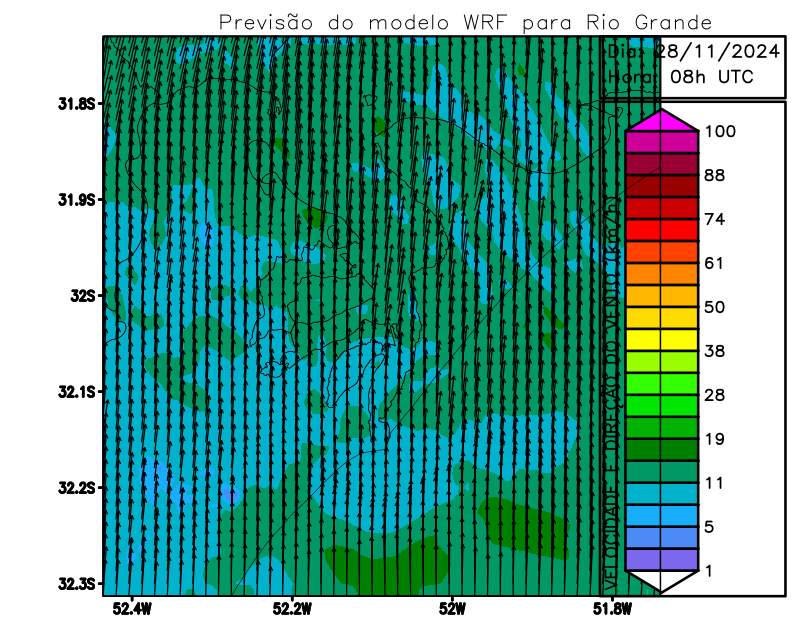 Previsão do modelo WRF para Rio Grande
Dia: 28/11/2024
Hora: 08h UTC
31.8S
31.9S
32S
32.1S
32.2S
32.3S
52.4W
52.2W
52W
51.8W
VELOCIDADE E DIREÇÃO DO VENTO (km/h)
100
88
74
61
50
38
28
19
11
5
1